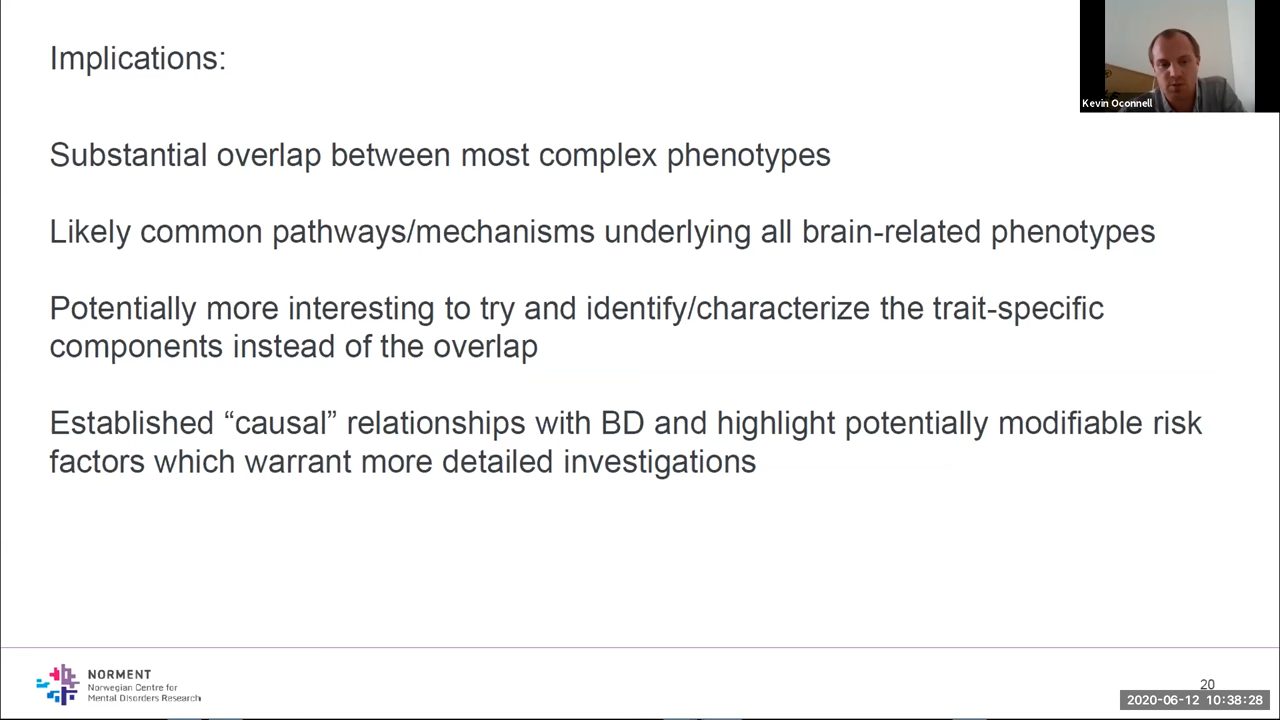 Implications:
Kevin Oconnell
Substantial overlap between most complex phenotypes
Likely common pathways/mechanisms underlying all brain-related phenotypes
Potentially more interesting to try and identify/characterize the trait-specific
components instead of the overlap
Established “causal” relationships with BD and highlight potentially modifiable risk
factors which warrant more detailed investigations
NORMENT
Norwegian Centre for
Mental Disorders Research
20
2020-06-12 10:38:28